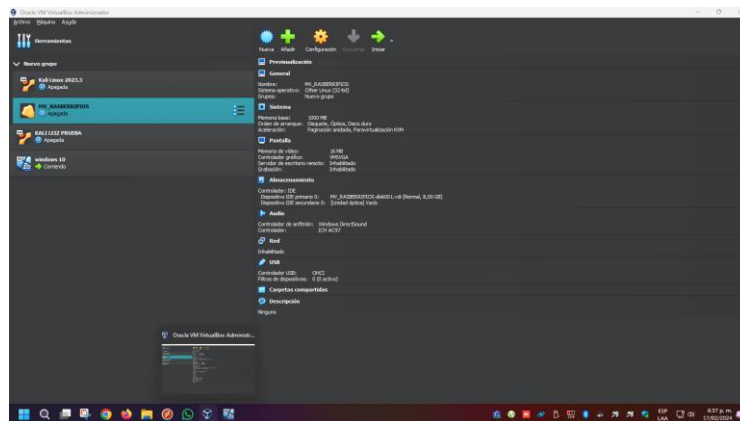 Oracle VM VirtualBox Administrador
Archivo Máquina Ayuda
Herramientas
Nueva Añadir Configuración Descartar Iniciar
Nuevo grupo
Kali Linux 2023.3
Apagada
MV_RASBERRIPIOS
Apagada
KALI LIIZ PRUEBA
Apagada
windows 10
Corriendo
Previsualización
General
Nombre: MV_RASBERRIPIOS
Sistema operativo: Other Linux (32-bit)
Grupos: Nuevo grupo
Sistema
Memoria base: 1000 MB
Orden de arranque: Disquete, Óptica, Disco duro
Aceleración: Paginación anidada, Paravirtualización KVM
Pantalla
Memoria de vídeo: 16 MB
Controlador gráfico: VMSVGA
Servidor de escritorio remoto: Inhabilitado
Grabación: Inhabilitado
Almacenamiento
Controlador: IDE
Dispositivo IDE primario 0: MV_RASBERRIPIOS-disk001.vdi (Normal, 8,20 GB)
Dispositivo IDE secundario 0: [Unidad óptica] Vacío
Audio
Controlador de anfitrión: Windows DirectSound
Controlador: ICH AC97
Red
Inhabilitado
USB
Controlador USB: OHCI
Filtros de dispositivos: 0 (0 activo)
Carpetas compartidas
Descripción
Ninguno
Oracle VM VirtualBox Administr...
ESP
LAA
6:37 p. m.
17/02/2024